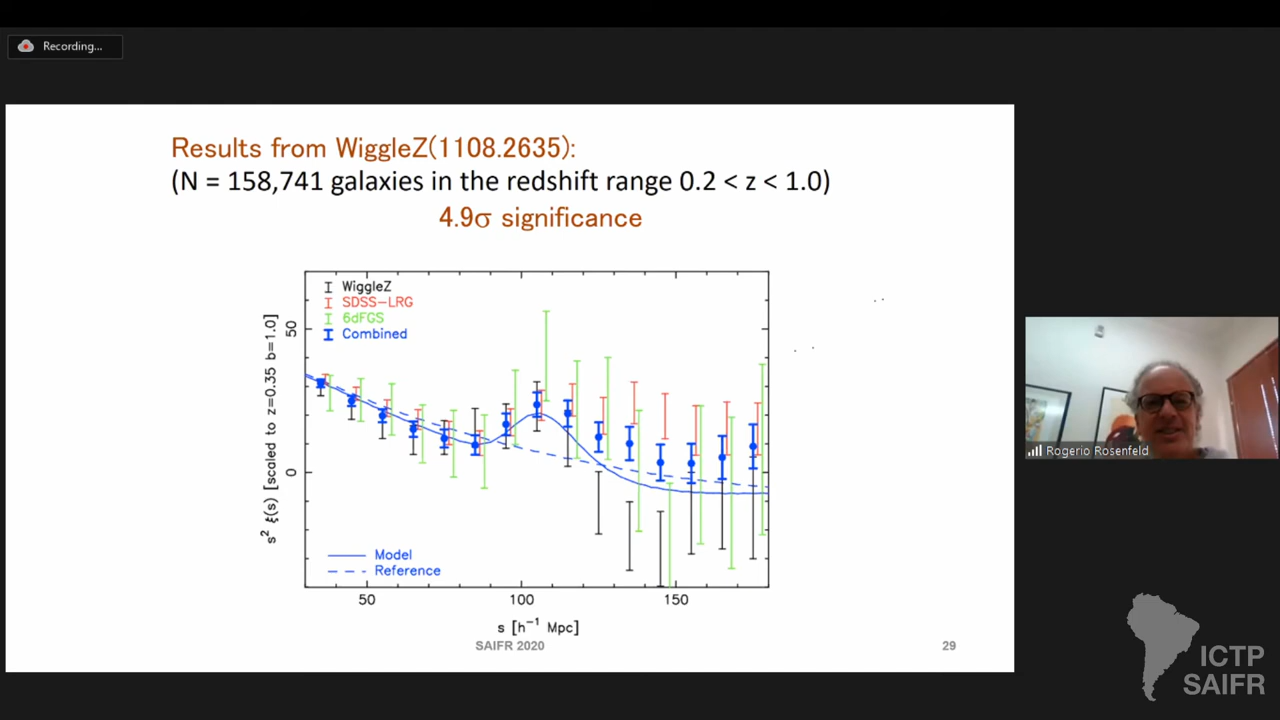 Recording...
Results from WiggleZ(1108.2635):
(N = 158,741 galaxies in the redshift range 0.2 < z < 1.0)
4.9σ significance
WiggleZ
SDSS-LRG
6dFGS
Combined
s² ξ(s) [scaled to z=0.35 b=1.0]
50
0
Model
Reference
50 100 150
s [h⁻¹ Mpc]
SAIFR 2020
29
Rogerio Rosenfeld
ICTP
SAIFR